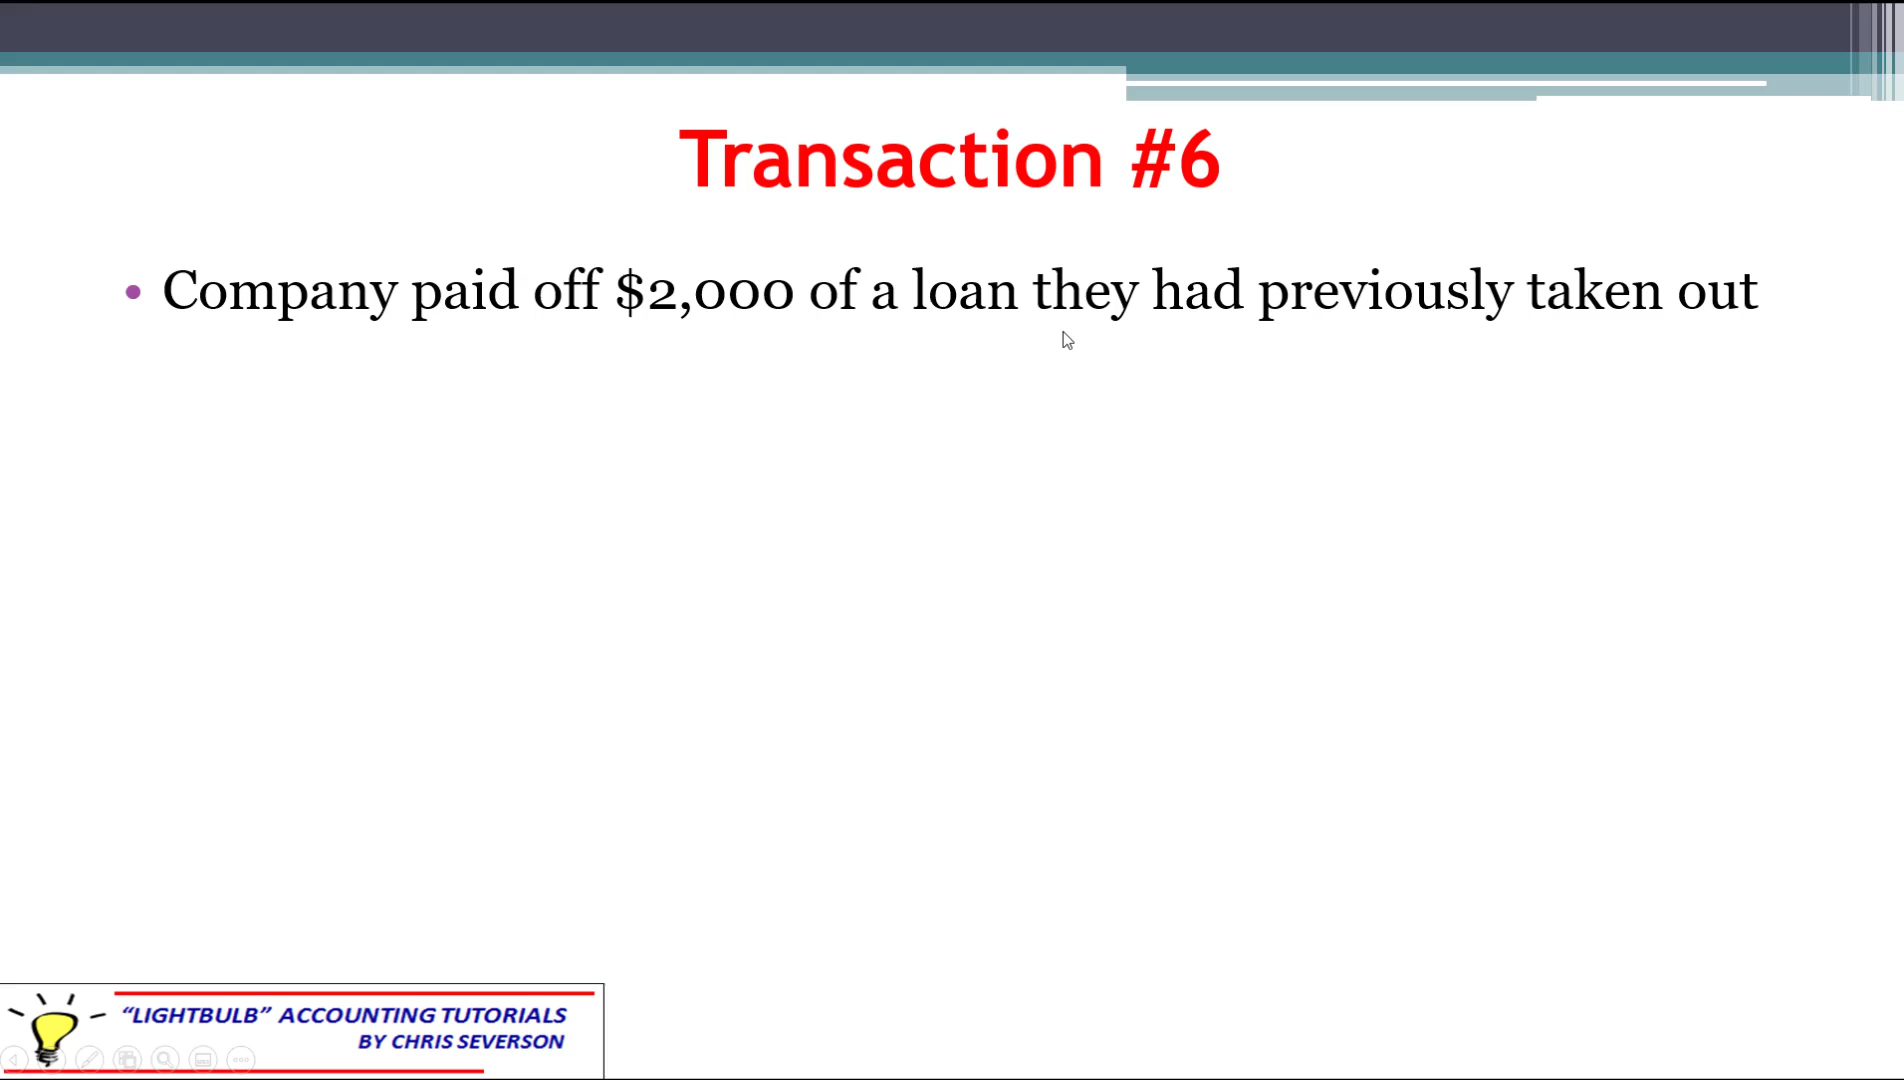 Transaction #6
• Company paid off $2,000 of a loan they had previously taken out
“LIGHTBULB” ACCOUNTING TUTORIALS
BY CHRIS SEVERSON